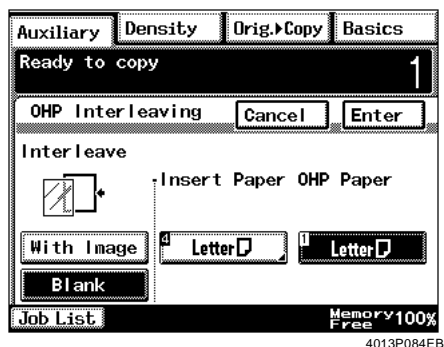 Auxiliary Density Orig.▶Copy Basics
Ready to copy 1
OHP Interleaving Cancel Enter
Interleave
Insert Paper OHP Paper
With Image 4 Letter 1 Letter
Blank
Job List Memory Free 100%
4013P084EB